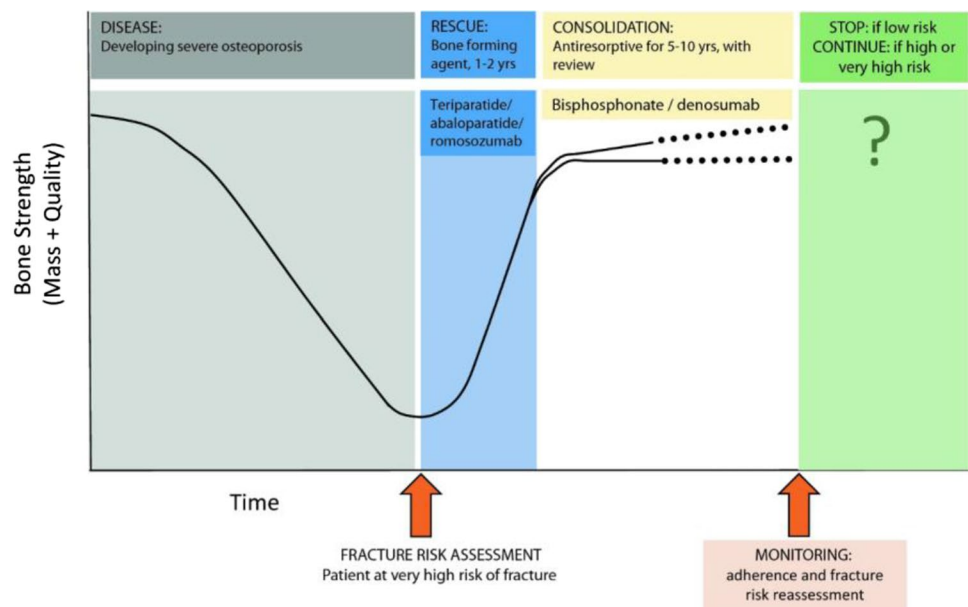 DISEASE:
Developing severe osteoporosis
RESCUE:
Bone forming
agent, 1-2 yrs
CONSOLIDATION:
Antiresorptive for 5-10 yrs, with
review
STOP: if low risk
CONTINUE: if high or
very high risk
Teriparatide/
abaloparatide/
romosozumab
Bisphosphonate / denosumab
?
Bone Strength
(Mass + Quality)
Time
FRACTURE RISK ASSESSMENT
Patient at very high risk of fracture
MONITORING:
adherence and fracture
risk reassessment